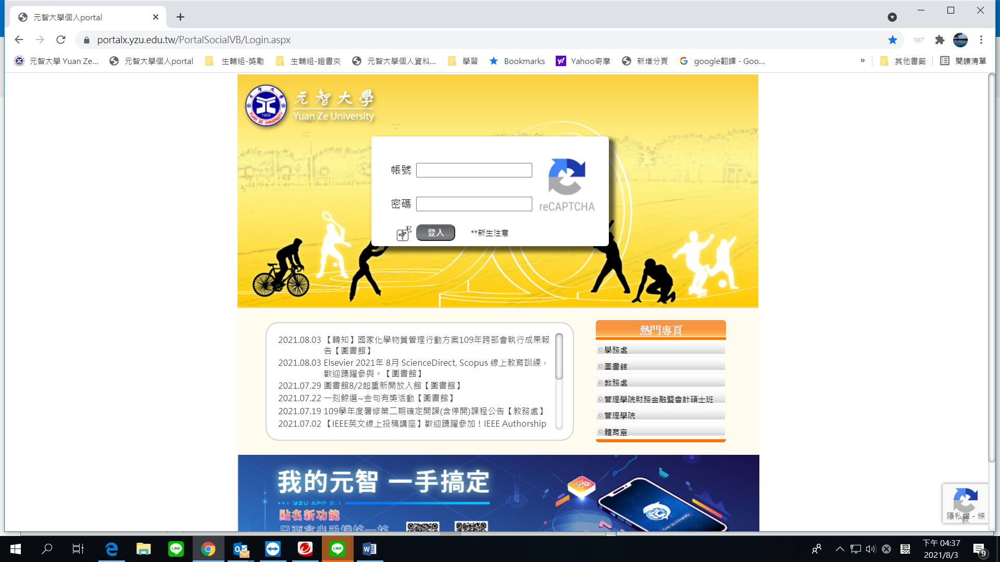 元智大學個人portal
portalx.yzu.edu.tw/PortalSocialVB/Login.aspx
元智大學 Yuan Ze...
元智大學個人portal
生輔組-獎勵
生輔組-證書夾
元智大學個人資料...
學習
Bookmarks
Yahoo奇摩
新增分頁
google翻譯 - Goo...
»
其他書籤
閱讀清單
元智大學
Yuan Ze University
帳號
密碼
reCAPTCHA
登入
**新生注意
2021.08.03 【轉知】國家化學物質管理行動方案109年跨部會執行成果報
告【圖書館】
2021.08.03 Elsevier 2021年 8月 ScienceDirect, Scopus 線上教育訓練，
歡迎踴躍參與。【圖書館】
2021.07.29 圖書館8/2起重新開放入館【圖書館】
2021.07.22 一刻鯨選~金句有獎活動【圖書館】
2021.07.19 109學年度暑修第二期確定開課(含停開)課程公告【教務處】
2021.07.02 【IEEE英文線上投稿講座】歡迎踴躍參加！IEEE Authorship
熱門專頁
學務處
圖書館
教務處
管理學院財務金融暨會計碩士班
管理學院
體育室
我的元智 一手搞定
YZU APP 2.1
點名新功能
隱私權 - 條
款
下午 04:37
2021/8/3
9